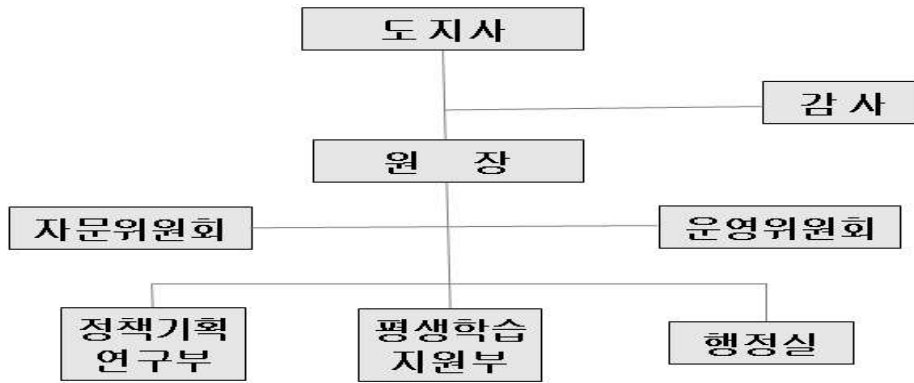 도 지 사
감 사
원 장
자문위원회
운영위원회
정책기획
연구부
평생학습
지원부
행정실